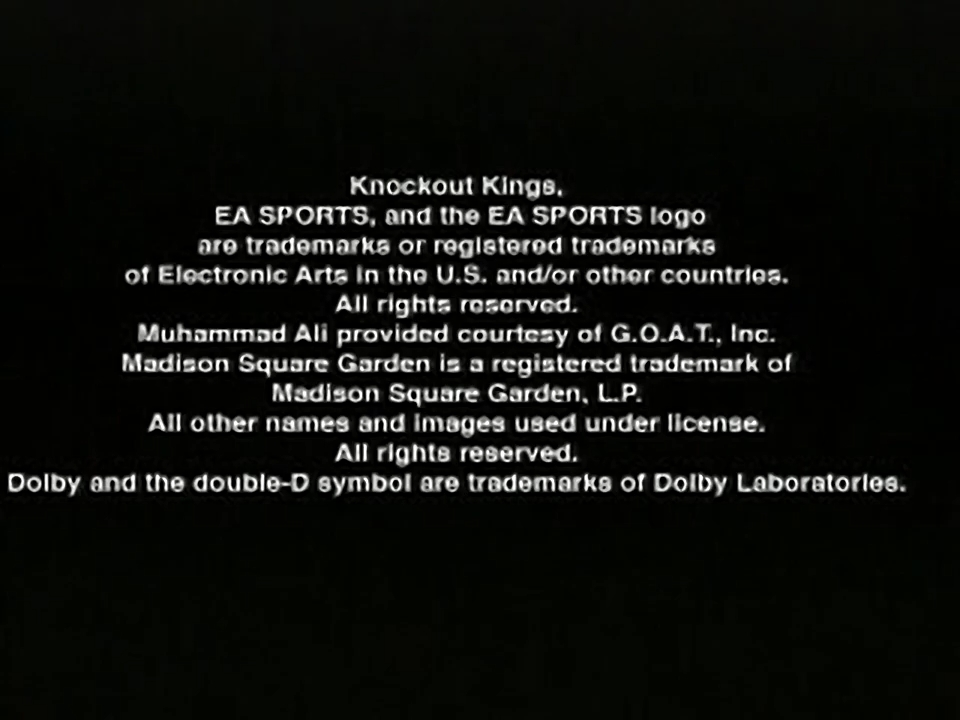 Knockout Kings,
EA SPORTS, and the EA SPORTS logo
are trademarks or registered trademarks
of Electronic Arts in the U.S. and/or other countries.
All rights reserved.
Muhammad Ali provided courtesy of G.O.A.T., Inc.
Madison Square Garden is a registered trademark of
Madison Square Garden, L.P.
All other names and images used under license.
All rights reserved.
Dolby and the double-D symbol are trademarks of Dolby Laboratories.